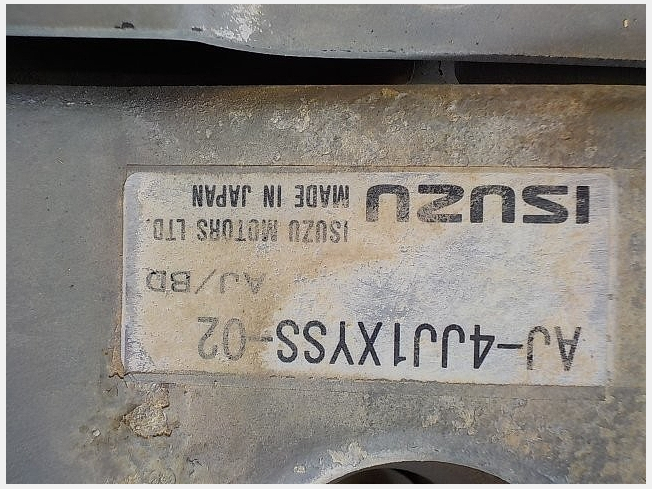 AJ-4JJ1XYSS-02
AJ/BD
ISUZU MOTORS LTD.
ISUZU MADE IN JAPAN